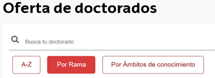 Oferta de doctorados
Busca tu doctorado
A-Z
Por Rama
Por Ámbitos de conocimiento